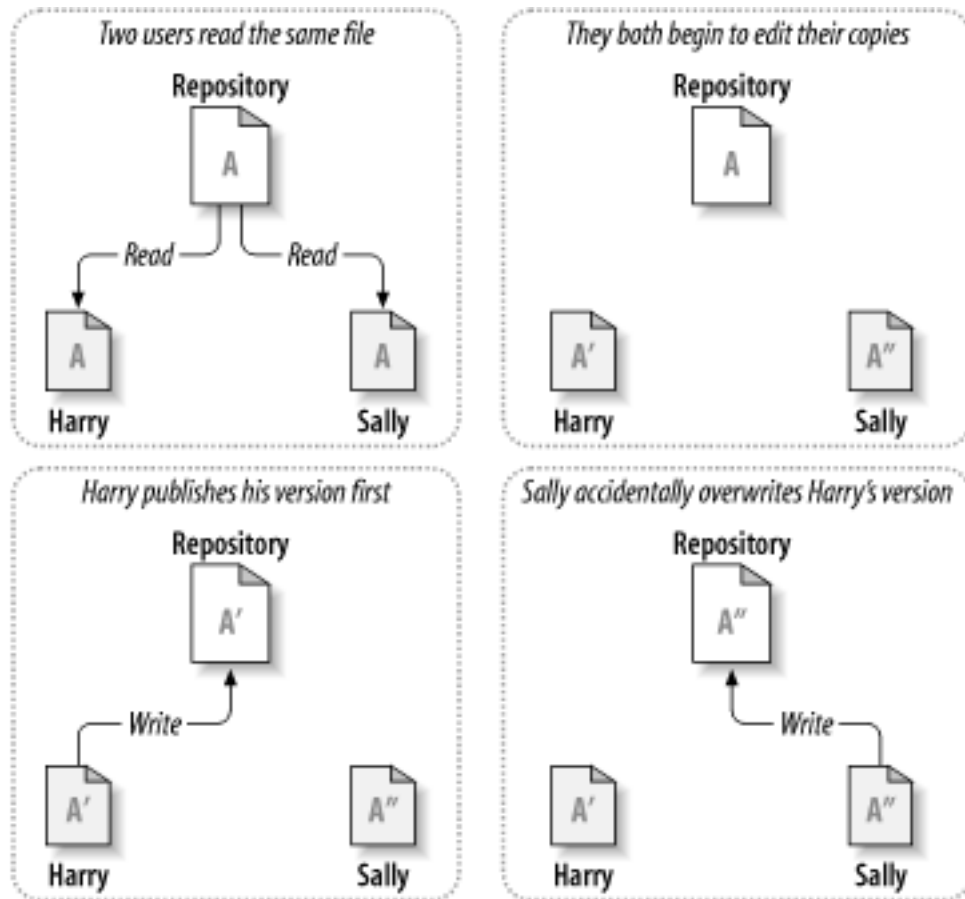 Two users read the same file
Repository
A
Read Read
A A
Harry Sally
They both begin to edit their copies
Repository
A
A′ A″
Harry Sally
Harry publishes his version first
Repository
A′
Write
A′ A″
Harry Sally
Sally accidentally overwrites Harry’s version
Repository
A″
Write
A′ A″
Harry Sally